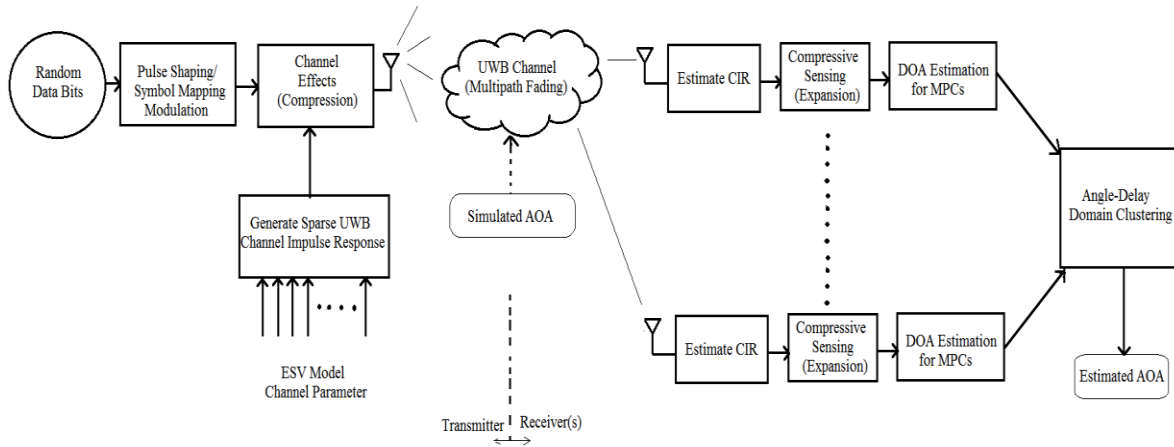 Random
Data Bits
Pulse Shaping/
Symbol Mapping
Modulation
Channel
Effects
(Compression)
UWB Channel
(Multipath Fading)
Estimate CIR
Compressive
Sensing
(Expansion)
DOA Estimation
for MPCs
Generate Sparse UWB
Channel Impulse Response
Simulated AOA
Angle-Delay
Domain Clustering
ESV Model
Channel Parameter
Estimate CIR
Compressive
Sensing
(Expansion)
DOA Estimation
for MPCs
Estimated AOA
Transmitter
Receiver(s)